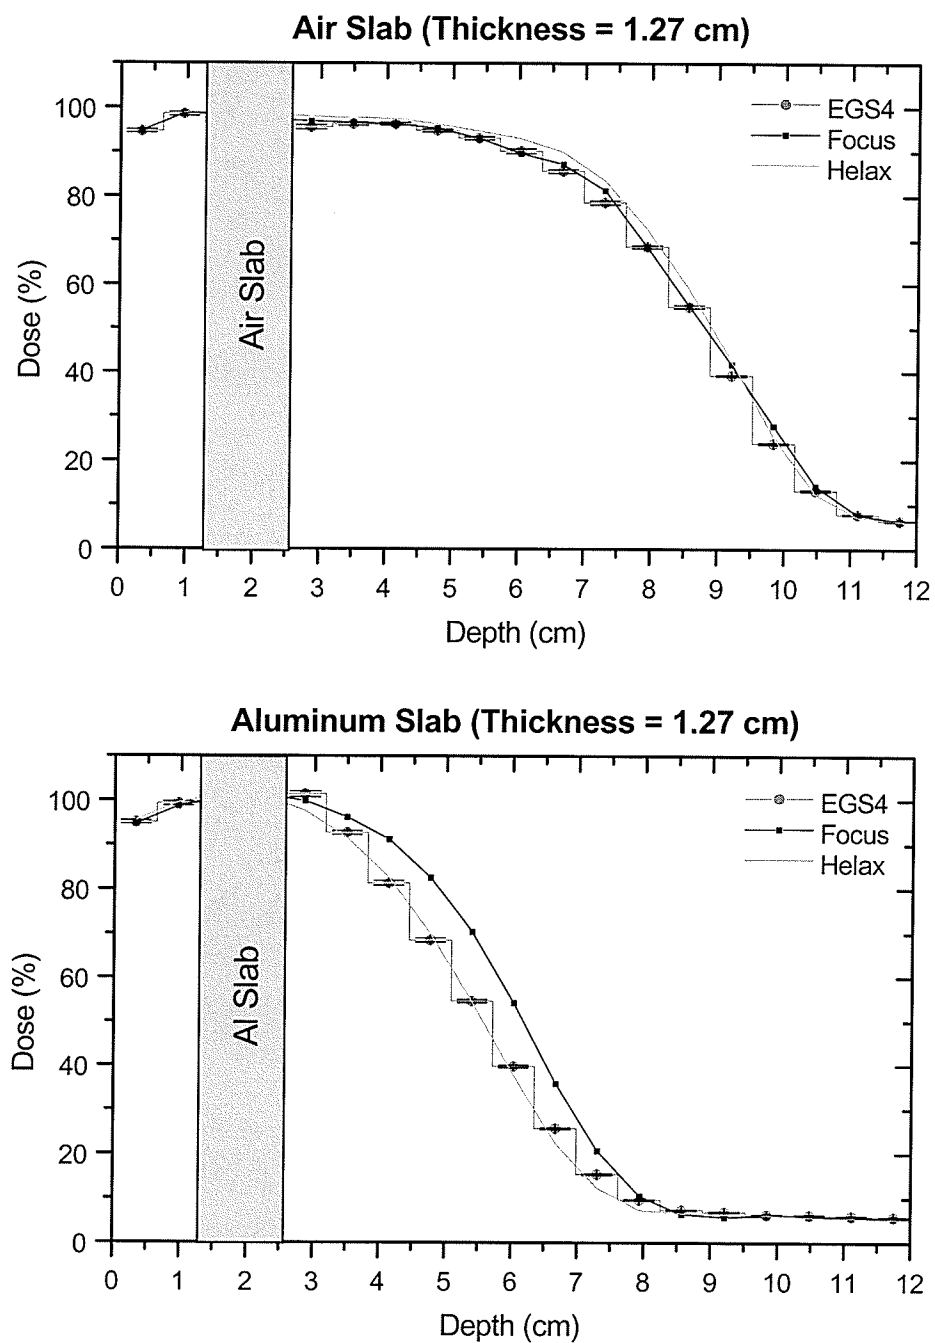 Air Slab (Thickness = 1.27 cm)
100
80
60
40
20
0
Dose (%)
Air Slab
EGS4
Focus
Helax
0 1 2 3 4 5 6 7 8 9 10 11 12
Depth (cm)
Aluminum Slab (Thickness = 1.27 cm)
100
80
60
40
20
0
Dose (%)
Al Slab
EGS4
Focus
Helax
0 1 2 3 4 5 6 7 8 9 10 11 12
Depth (cm)